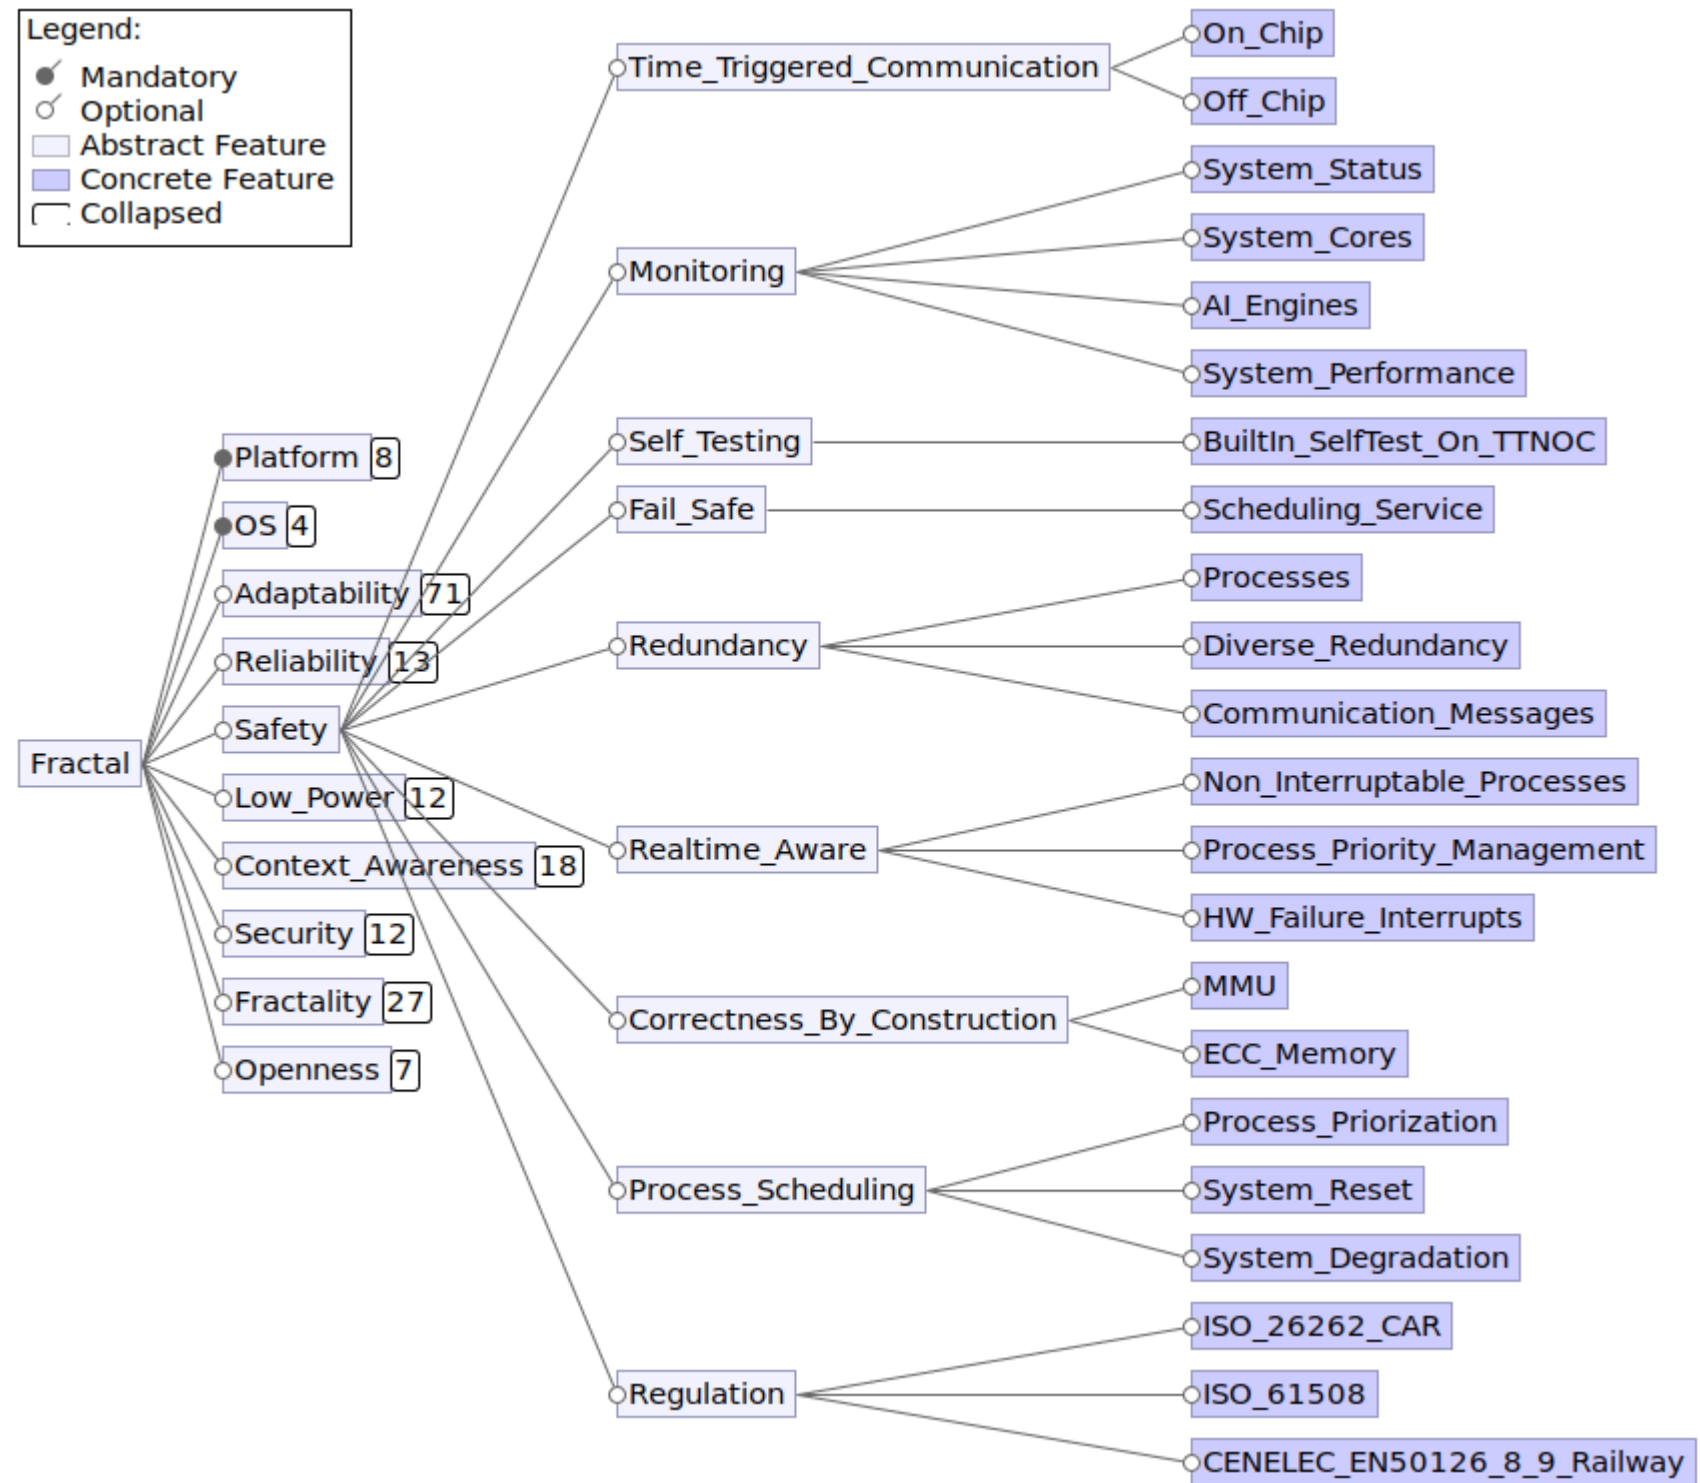 Legend:
Mandatory
Optional
Abstract Feature
Concrete Feature
Collapsed
Fractal
Platform 8
OS 4
Adaptability 71
Reliability 13
Safety
Low_Power 12
Context_Awareness 18
Security 12
Fractality 27
Openness 7
Time_Triggered_Communication
Monitoring
Self_Testing
Fail_Safe
Redundancy
Realtime_Aware
Correctness_By_Construction
Process_Scheduling
Regulation
On_Chip
Off_Chip
System_Status
System_Cores
AI_Engines
System_Performance
BuiltIn_SelfTest_On_TTNOC
Scheduling_Service
Processes
Diverse_Redundancy
Communication_Messages
Non_Interruptable_Processes
Process_Priority_Management
HW_Failure_Interrupts
MMU
ECC_Memory
Process_Priorization
System_Reset
System_Degradation
ISO_26262_CAR
ISO_61508
CENELEC_EN50126_8_9_Railway